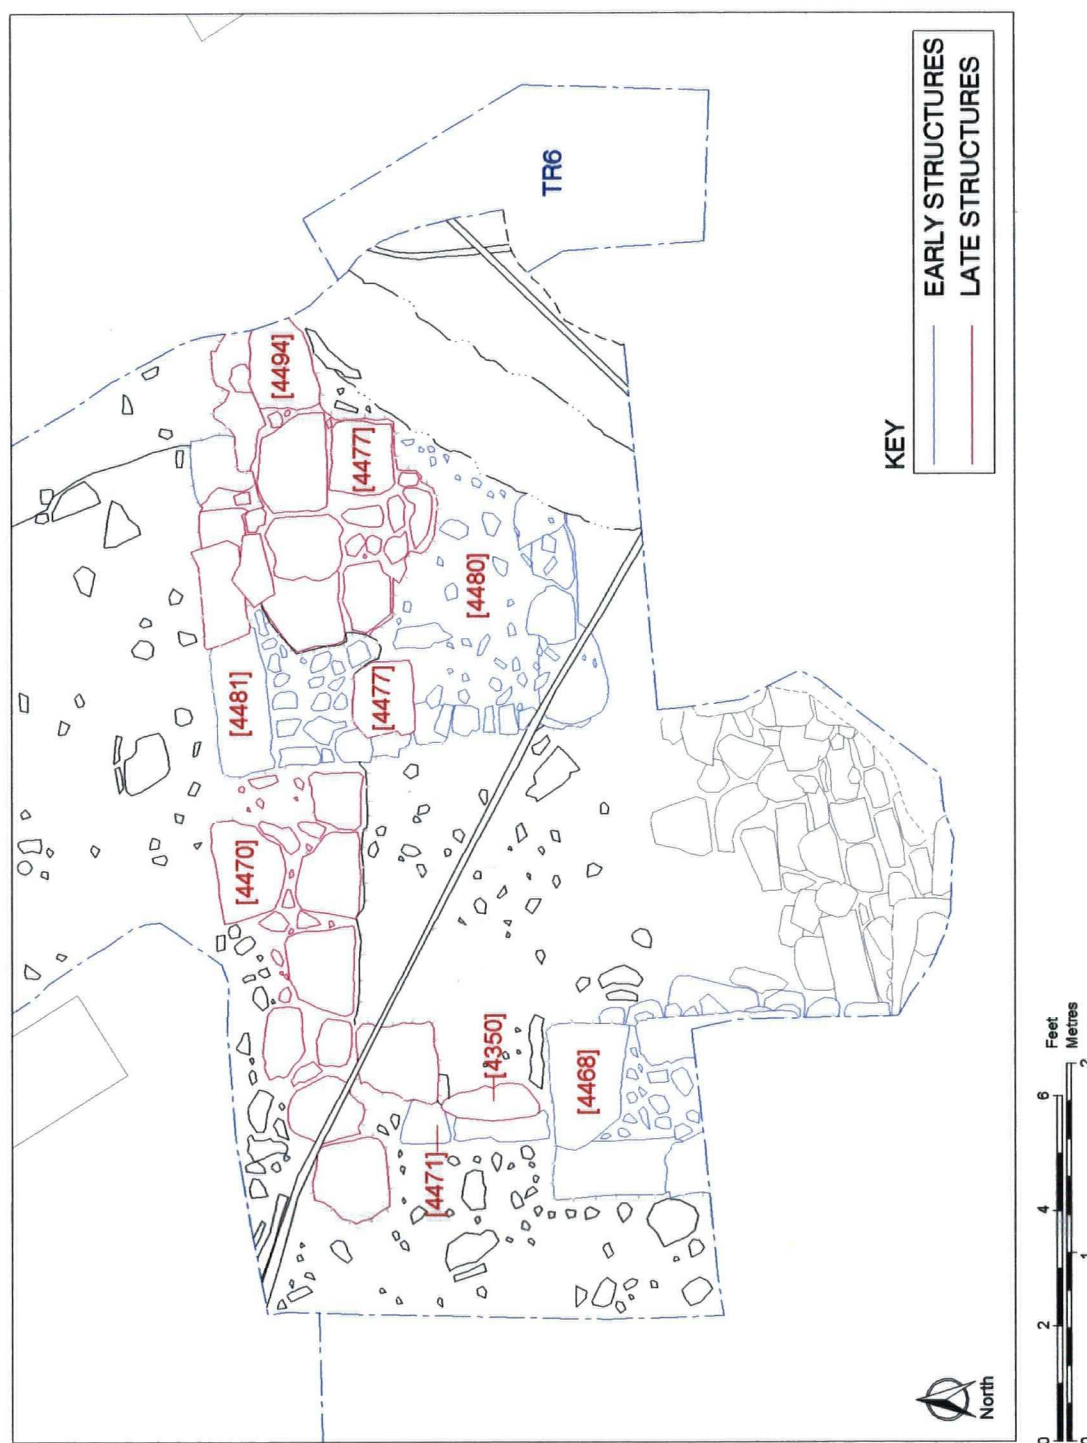 TR6
[4494]
[4477]
[4480]
[4481]
[4477]
[4470]
[4350]
[4468]
[4471]
KEY
EARLY STRUCTURES
LATE STRUCTURES
North
0 2 4 6 Feet
0 1 2 Metres